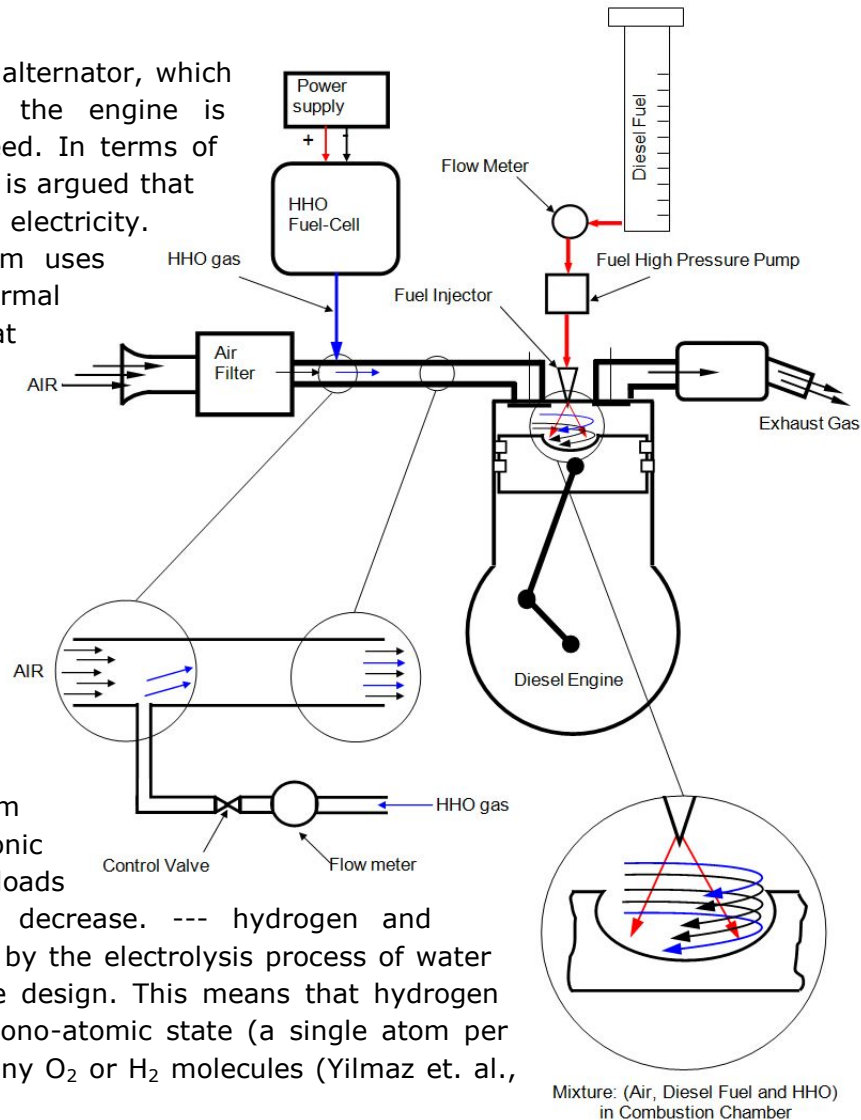 alternator, which
the engine is
eed. In terms of
is argued that
electricity.
m uses
ormal
at
Power
supply
+ -
HHO
Fuel-Cell
HHO gas
Diesel Fuel
Flow Meter
Fuel High Pressure Pump
Fuel Injector
Air
Filter
AIR
Exhaust Gas
Diesel Engine
AIR
HHO gas
Control Valve
Flow meter
m
onic
loads
decrease. --- hydrogen and
by the electrolysis process of water
e design. This means that hydrogen
ono-atomic state (a single atom per
ny O₂ or H₂ molecules (Yilmaz et. al.,
Mixture: (Air, Diesel Fuel and HHO)
in Combustion Chamber